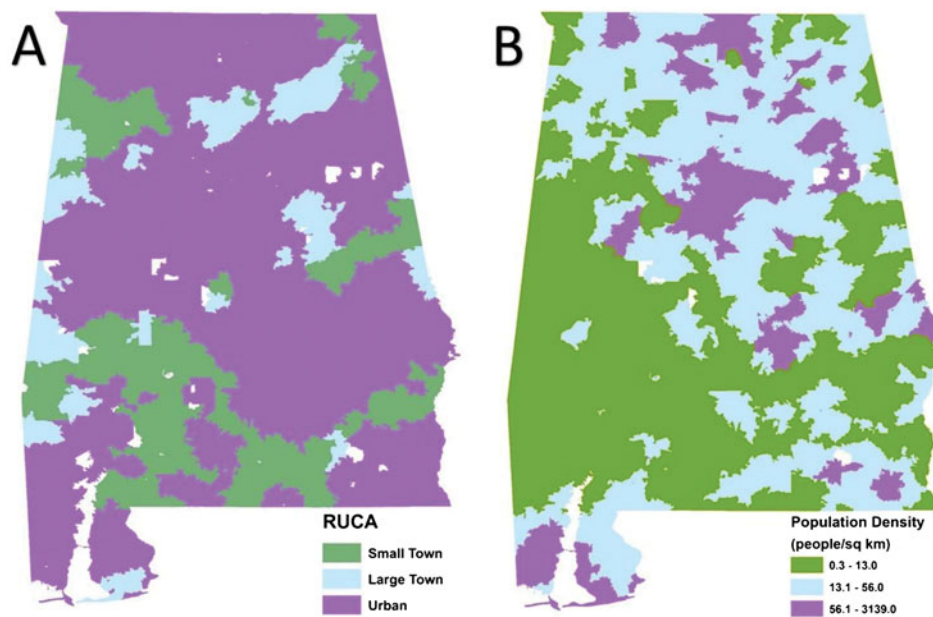 A
B
RUCA
Small Town
Large Town
Urban
Population Density
(people/sq km)
0.3 - 13.0
13.1 - 56.0
56.1 - 3139.0